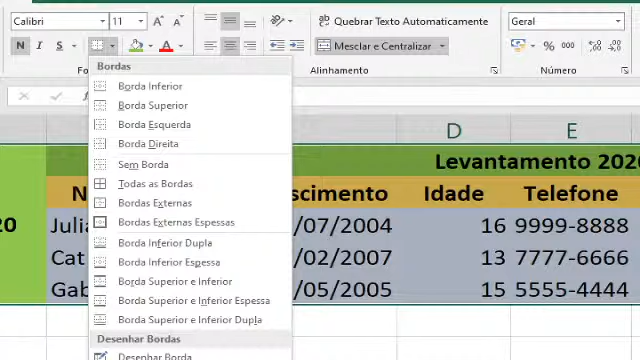 Calibri 11 A A ab Quebrar Texto Automaticamente Geral
N I S A Mesclar e Centralizar % 000
Fo Alinhamento
Bordas
Borda Inferior
Borda Superior
Borda Esquerda
Borda Direita
Sem Borda
Todas as Bordas
Bordas Externas
Bordas Externas Espessas
Borda Inferior Dupla
Borda Inferior Espessa
Borda Superior e Inferior
Borda Superior e Inferior Espessa
Borda Superior e Inferior Dupla
Desenhar Bordas
Desenhar Borda
D E
Levantamento 2020
N scimento Idade Telefone
20 Julia /07/2004 16 9999-8888
Cat /02/2007 13 7777-6666
Gab /05/2005 15 5555-4444